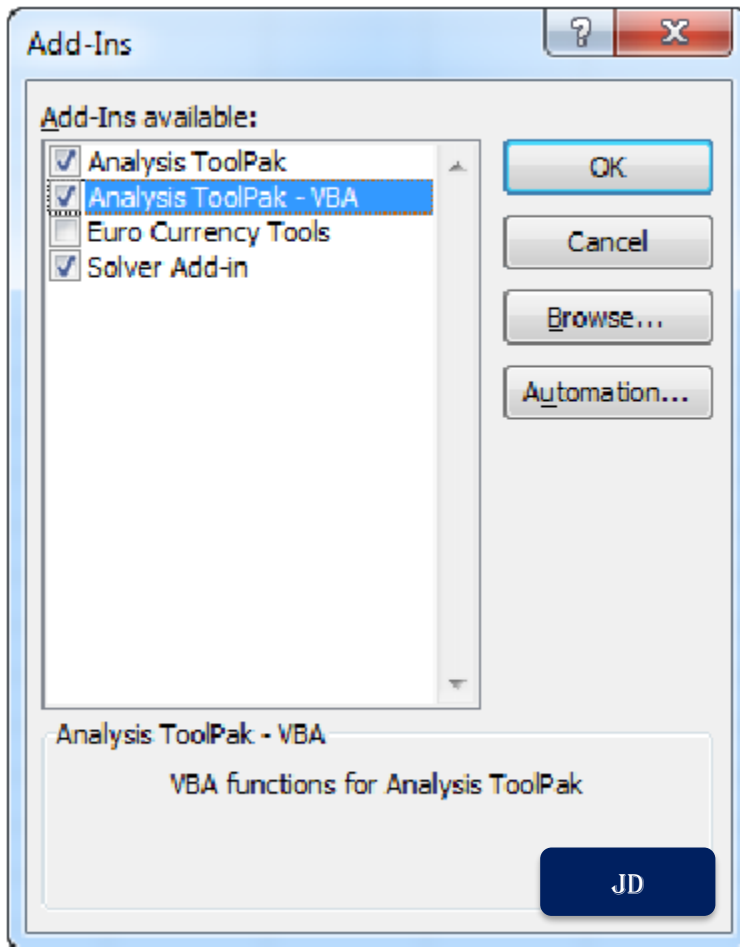 Add-Ins
Add-Ins available:
Analysis ToolPak
Analysis ToolPak - VBA
Euro Currency Tools
Solver Add-in
OK
Cancel
Browse...
Automation...
Analysis ToolPak - VBA
VBA functions for Analysis ToolPak
JD